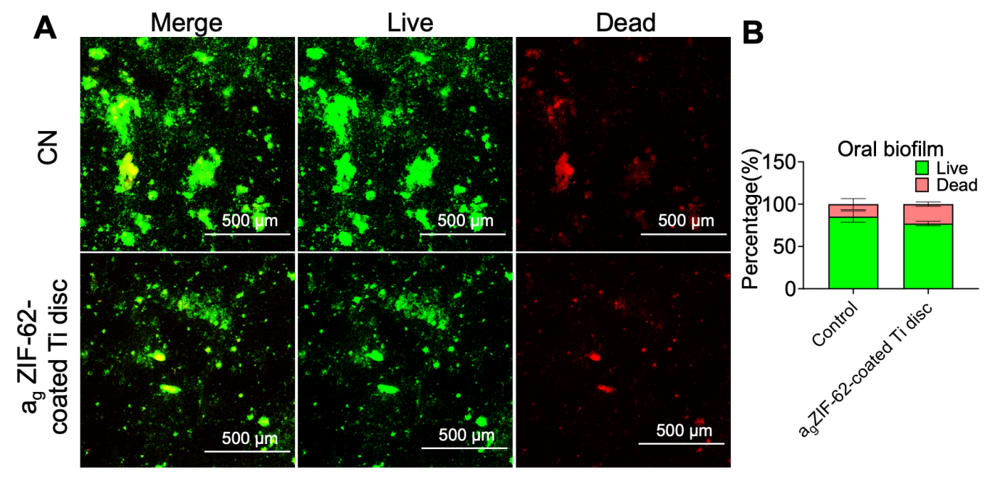 A
Merge
Live
Dead
CN
500 µm
500 µm
500 µm
agZIF-62-
coated Ti disc
500 µm
500 µm
500 µm
B
Oral biofilm
Live
Dead
Percentage(%)
150
100
50
0
Control
agZIF-62-coated Ti disc